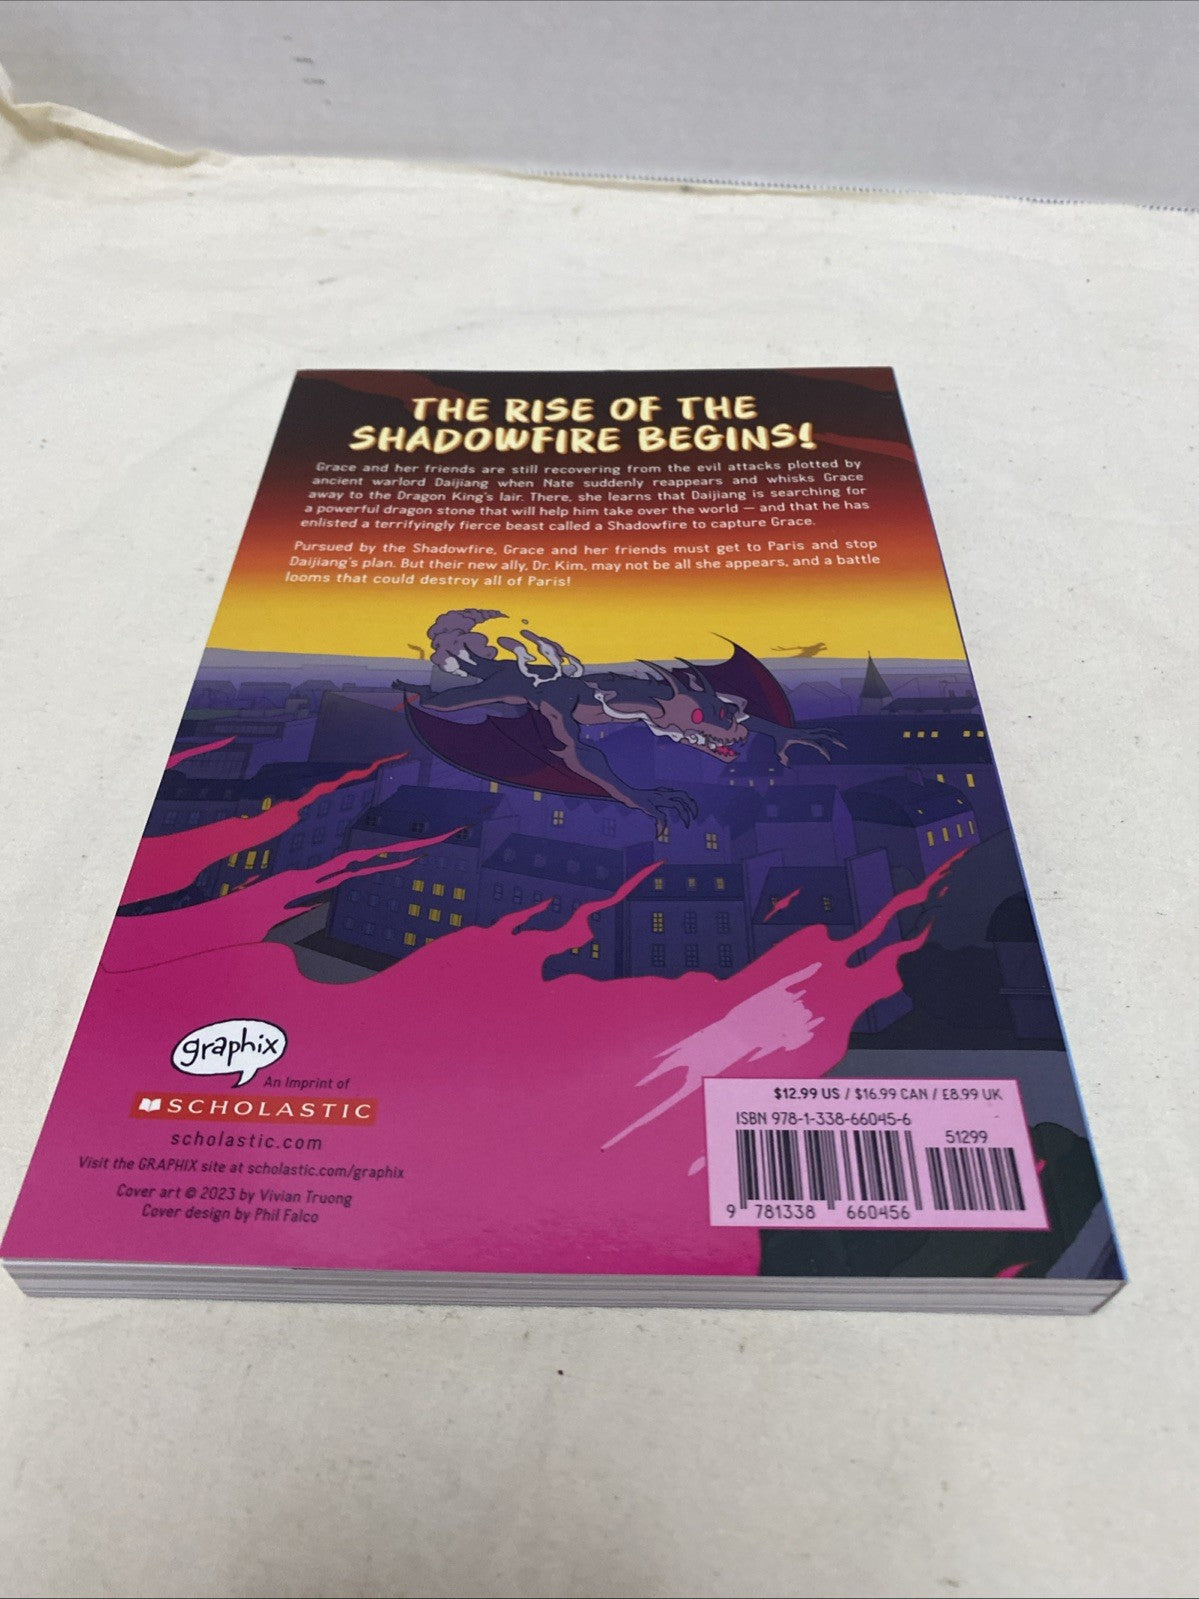 THE RISE OF THE
SHADOWFIRE BEGINS!
Grace and her friends are still recovering from the evil attacks plotted by
ancient warlord Daijiang when Nate suddenly reappears and whisks Grace
away to the Dragon King's lair. There, she learns that Daijiang is searching for
a powerful dragon stone that will help him take over the world — and that he has
enlisted a terrifyingly fierce beast called a Shadowfire to capture Grace.
Pursued by the Shadowfire, Grace and her friends must get to Paris and stop
Daijiang's plan. But their new ally, Dr. Kim, may not be all she appears, and a battle
looms that could destroy all of Paris!
graphix
An Imprint of
SCHOLASTIC
scholastic.com
Visit the GRAPHIX site at scholastic.com/graphix
Cover art © 2023 by Vivian Truong
Cover design by Phil Falco
$12.99 US / $16.99 CAN / £8.99 UK
ISBN 978-1-338-66045-6
51299
9 781338 660456